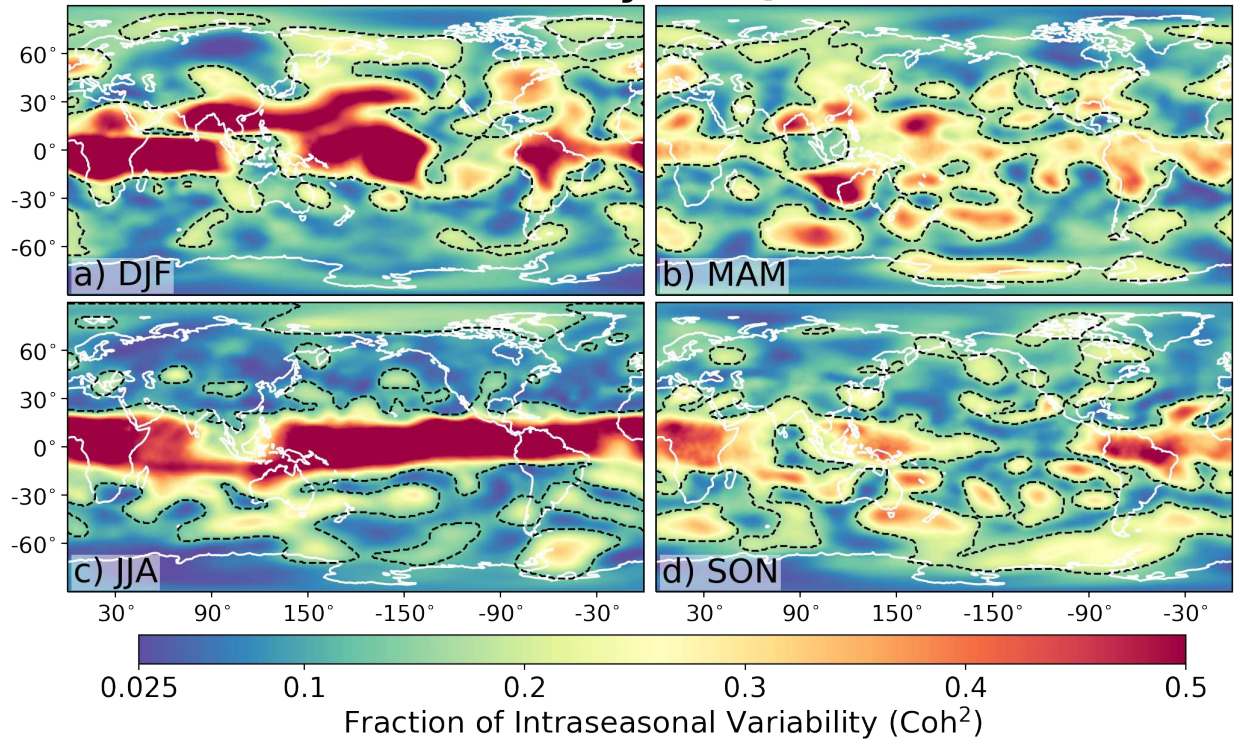 60°
30°
0°
-30°
-60°
a) DJF
b) MAM
60°
30°
0°
-30°
-60°
c) JJA
d) SON
30° 90° 150° -150° -90° -30° 30° 90° 150° -150° -90° -30°
0.025 0.1 0.2 0.3 0.4 0.5
Fraction of Intraseasonal Variability (Coh²)